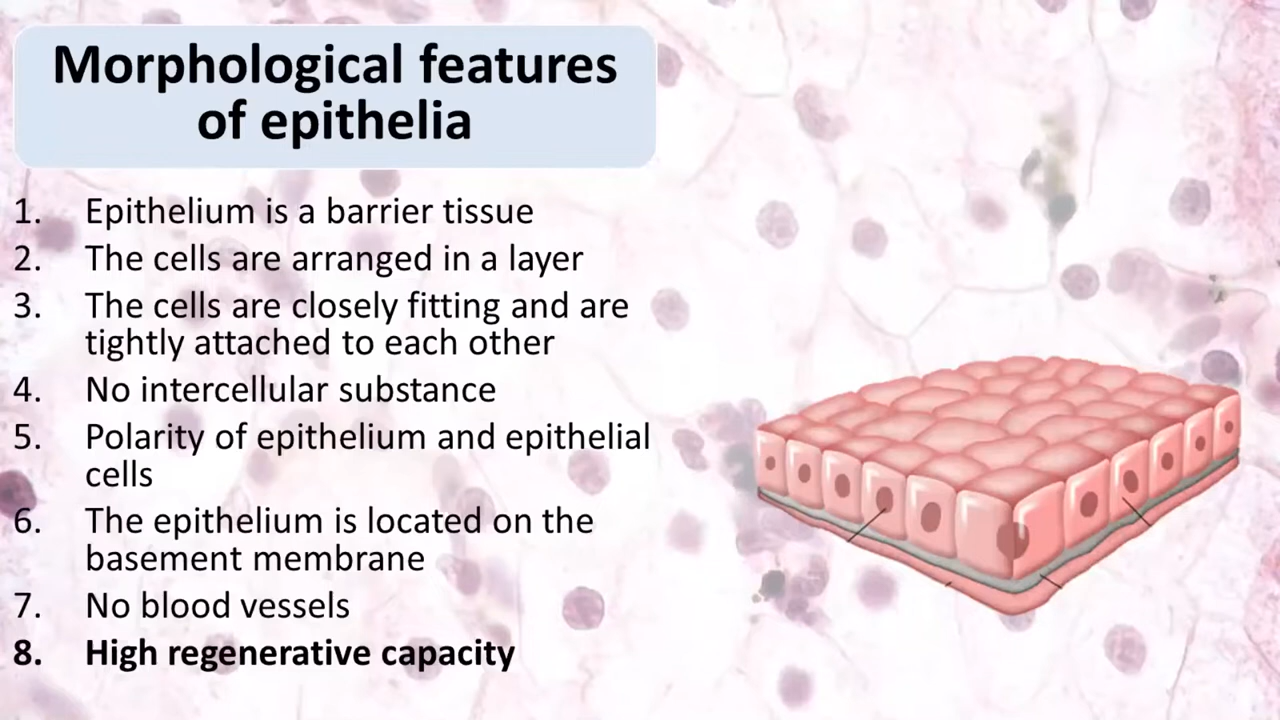 Morphological features
of epithelia
1. Epithelium is a barrier tissue
2. The cells are arranged in a layer
3. The cells are closely fitting and are
tightly attached to each other
4. No intercellular substance
5. Polarity of epithelium and epithelial
cells
6. The epithelium is located on the
basement membrane
7. No blood vessels
8. High regenerative capacity